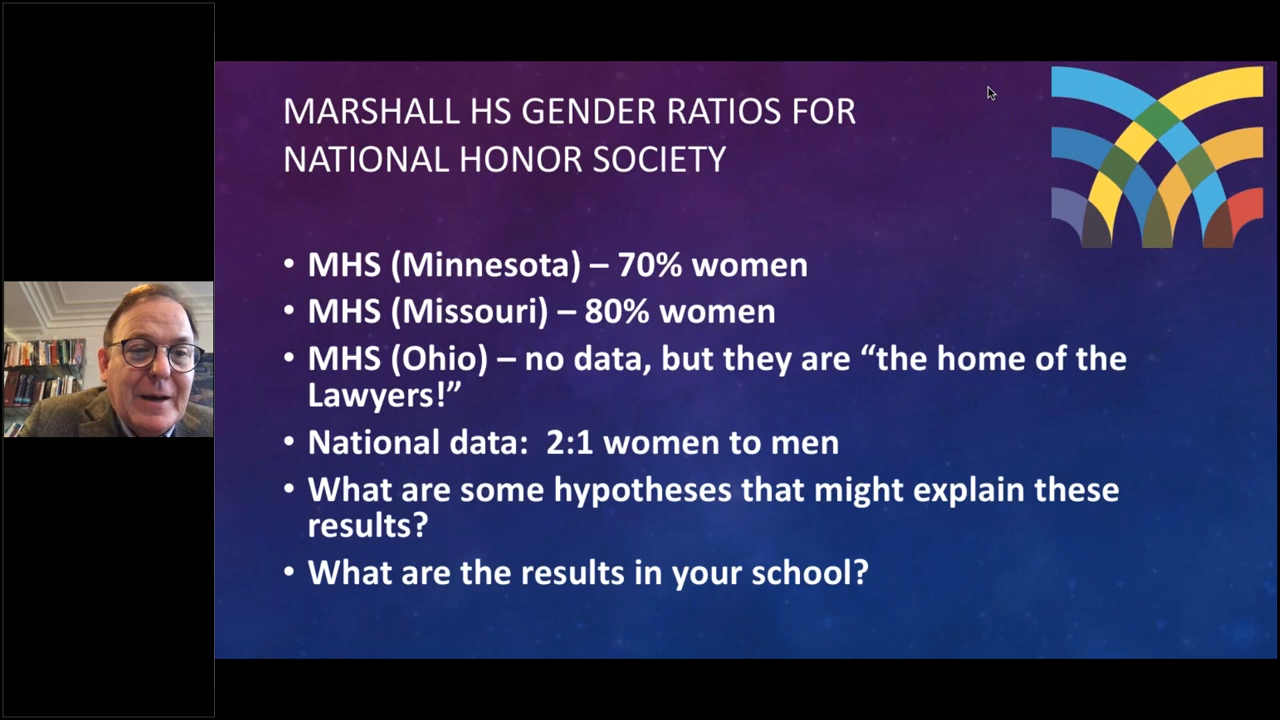 MARSHALL HS GENDER RATIOS FOR
NATIONAL HONOR SOCIETY
• MHS (Minnesota) – 70% women
• MHS (Missouri) – 80% women
• MHS (Ohio) – no data, but they are “the home of the
Lawyers!”
• National data:  2:1 women to men
• What are some hypotheses that might explain these
results?
• What are the results in your school?